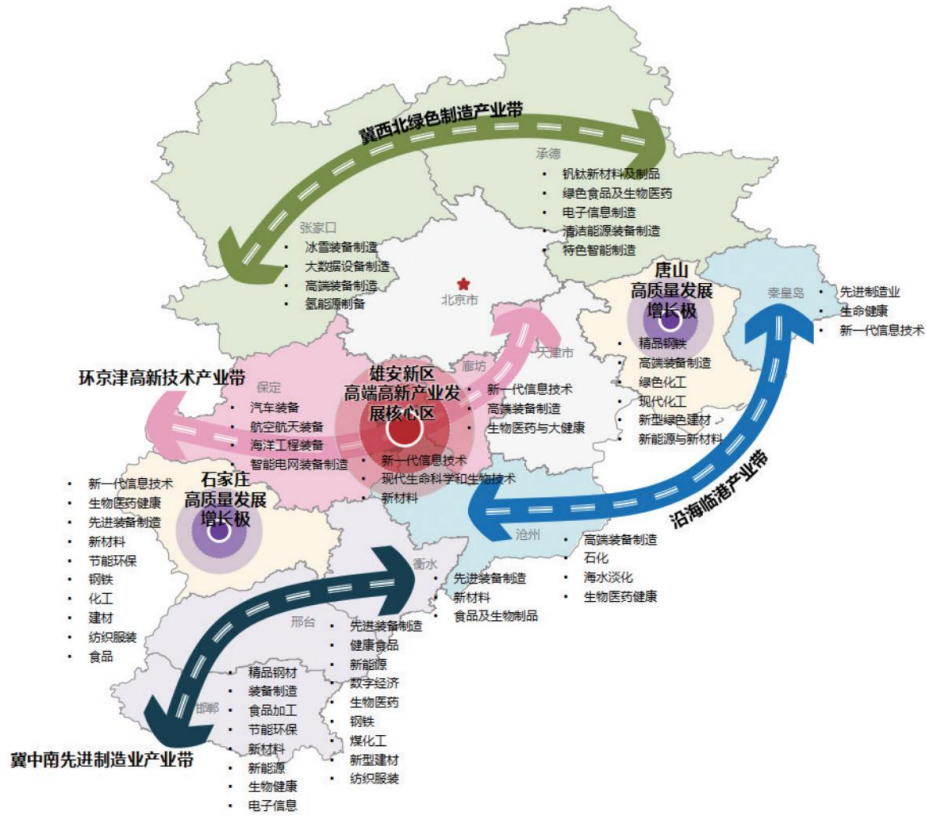 冀西北绿色制造产业带
承德
• 钒钛新材料及制品
• 绿色食品及生物医药
• 电子信息制造
• 清洁能源装备制造
• 特色智能制造
张家口
• 冰雪装备制造
• 大数据设备制造
• 高端装备制造
• 氢能源制备
北京市
唐山
高质量发展
增长极
• 精品钢铁
• 高端装备制造
• 绿色化工
• 现代化工
• 新型绿色建材
• 新能源与新材料
秦皇岛
• 先进制造业
• 生命健康
• 新一代信息技术
天津市
环京津高新技术产业带
保定
• 汽车装备
• 航空航天装备
• 海洋工程装备
• 智能电网装备制造
雄安新区
高端高新产业发
展核心区
• 新一代信息技术
• 现代生命科学和生物技术
• 新材料
廊坊
• 新一代信息技术
• 高端装备制造
• 生物医药与大健康
沿海临港产业带
石家庄
高质量发展
增长极
• 新一代信息技术
• 生物医药健康
• 先进装备制造
• 新材料
• 节能环保
• 钢铁
• 化工
• 建材
• 纺织服装
• 食品
沧州
• 高端装备制造
• 石化
• 海水淡化
• 生物医药健康
衡水
• 先进装备制造
• 新材料
• 食品及生物制品
邢台
• 先进装备制造
• 健康食品
• 新能源
• 数字经济
• 生物医药
• 钢铁
• 煤化工
• 新型建材
• 纺织服装
邯郸
• 精品钢材
• 装备制造
• 食品加工
• 节能环保
• 新材料
• 新能源
• 生物健康
• 电子信息
冀中南先进制造业产业带